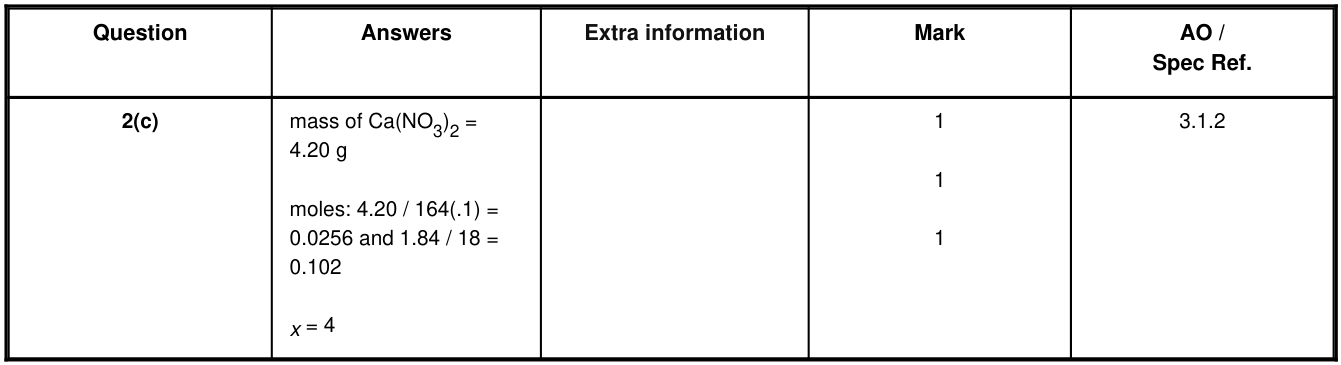 Question Answers Extra information Mark AO /
Spec Ref.
2(c) mass of Ca(NO3)2 = 1 3.1.2
4.20 g
1
moles: 4.20 / 164(.1) =
0.0256 and 1.84 / 18 = 1
0.102
x = 4